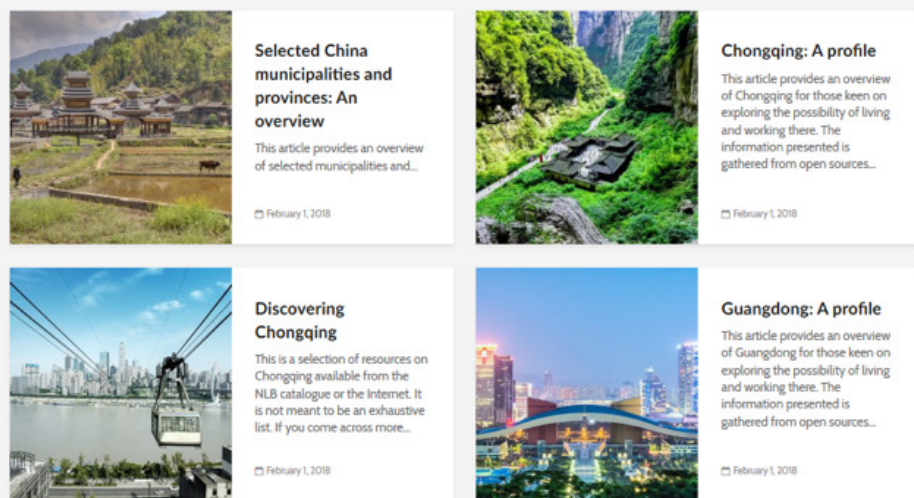 Selected China
municipalities and
provinces: An
overview
This article provides an overview
of selected municipalities and...
February 1, 2018
Chongqing: A profile
This article provides an overview
of Chongqing for those keen on
exploring the possibility of living
and working there. The
information presented is
gathered from open sources...
February 1, 2018
Discovering
Chongqing
This is a selection of resources on
Chongqing available from the
NLB catalogue or the Internet. It
is not meant to be an exhaustive
list. If you come across more...
February 1, 2018
Guangdong: A profile
This article provides an overview
of Guangdong for those keen on
exploring the possibility of living
and working there. The
information presented is
gathered from open sources...
February 1, 2018